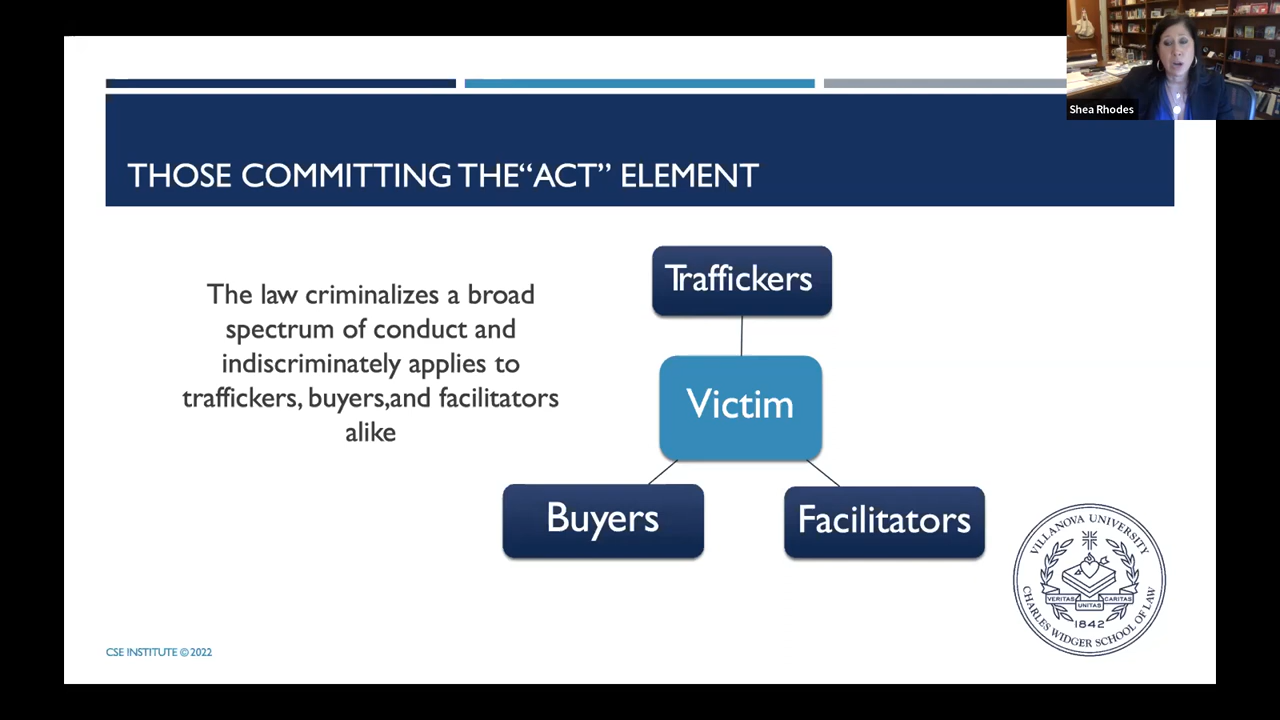 Shea Rhodes
THOSE COMMITTING THE“ACT” ELEMENT
The law criminalizes a broad
spectrum of conduct and
indiscriminately applies to
traffickers, buyers,and facilitators
alike
Traffickers
Victim
Buyers
Facilitators
VILLANOVA UNIVERSITY
VERITAS
UNITAS
CARITAS
1842
CHARLES WIDGER SCHOOL OF LAW
CSE INSTITUTE © 2022